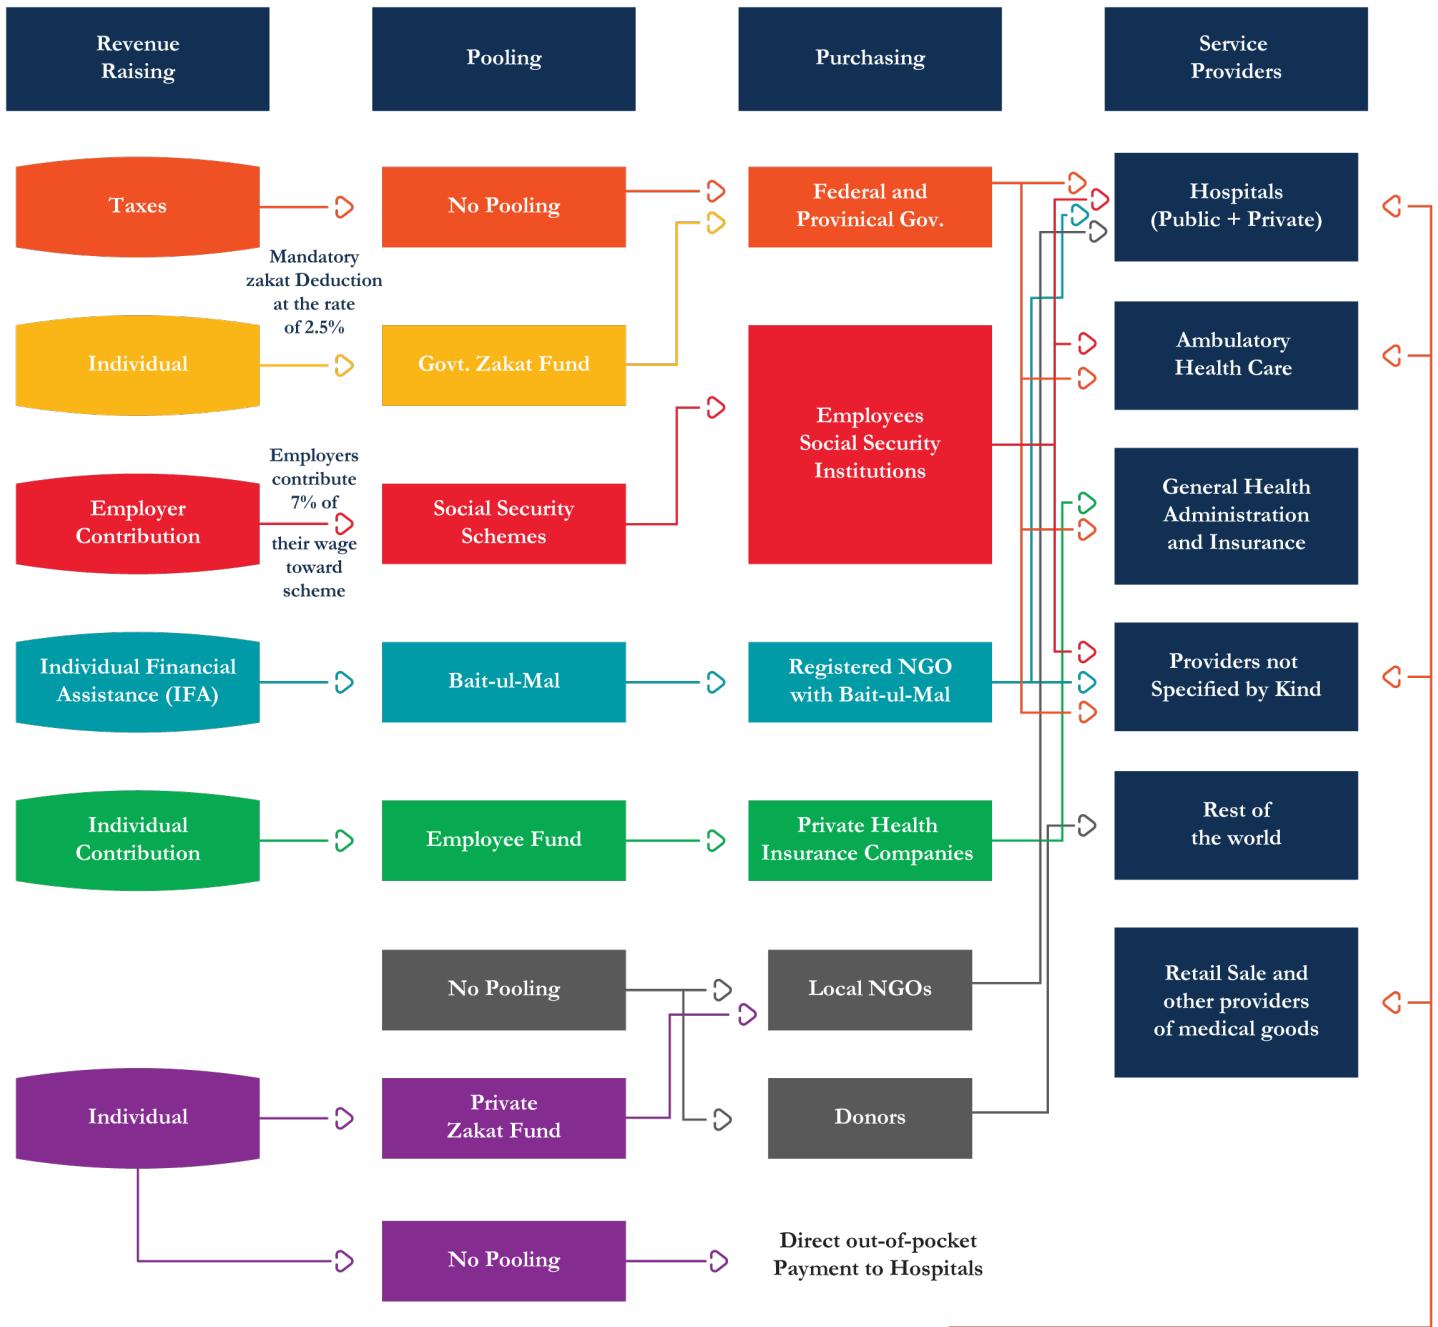 Revenue
Raising
Pooling
Purchasing
Service
Providers
Taxes
No Pooling
Federal and
Provinical Gov.
Hospitals
(Public + Private)
Mandatory
zakat Deduction
at the rate
of 2.5%
Individual
Govt. Zakat Fund
Ambulatory
Health Care
Employees
Social Security
Institutions
Employers
contribute
7% of
their wage
toward
scheme
Employer
Contribution
Social Security
Schemes
General Health
Administration
and Insurance
Individual Financial
Assistance (IFA)
Bait-ul-Mal
Registered NGO
with Bait-ul-Mal
Providers not
Specified by Kind
Individual
Contribution
Employee Fund
Private Health
Insurance Companies
Rest of
the world
No Pooling
Local NGOs
Retail Sale and
other providers
of medical goods
Individual
Private
Zakat Fund
Donors
No Pooling
Direct out-of-pocket
Payment to Hospitals